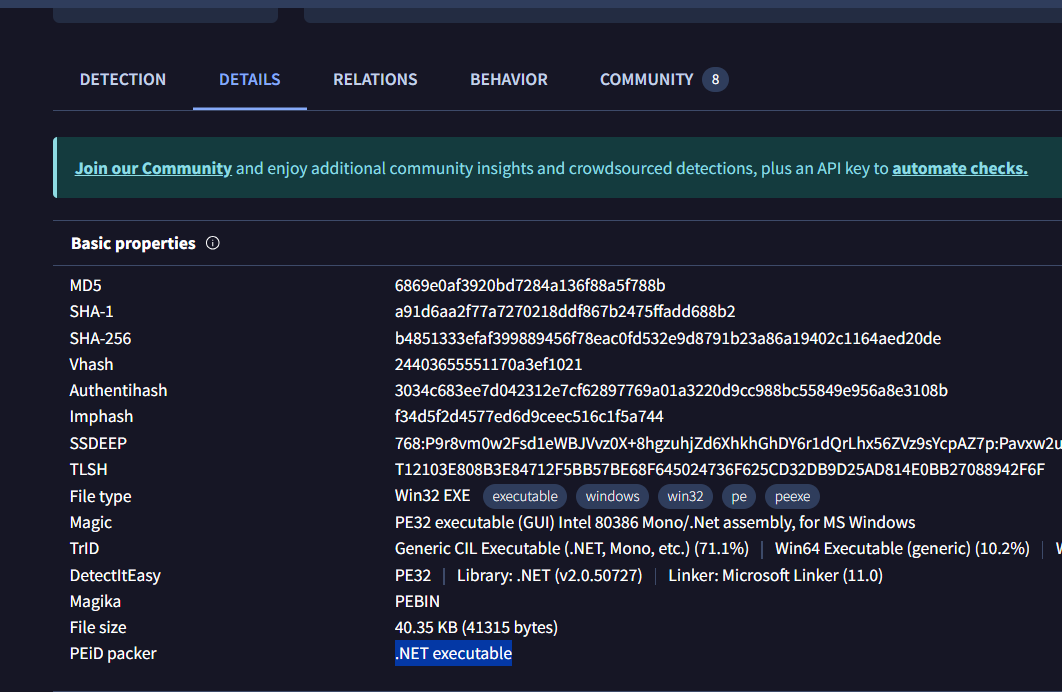 DETECTION DETAILS RELATIONS BEHAVIOR COMMUNITY 8
Join our Community and enjoy additional community insights and crowdsourced detections, plus an API key to automate checks.
Basic properties
MD5 6869e0af3920bd7284a136f88a5f788b
SHA-1 a91d6aa2f77a7270218ddf867b2475ffadd688b2
SHA-256 b4851333efaf399889456f78eac0fd532e9d8791b23a86a19402c1164aed20de
Vhash 24403655551170a3ef1021
Authentihash 3034c683ee7d042312e7cf62897769a01a3220d9cc988bc55849e956a8e3108b
Imphash f34d5f2d4577ed6d9ceec516c1f5a744
SSDEEP 768:P9r8vm0w2Fsd1eWBJVvz0X+8hgzuhjZd6XhkhGhDY6r1dQrLhx56ZVz9sYcpAZ7p:Pavxw2u
TLSH T12103E808B3E84712F5BB57BE68F645024736F625CD32DB9D25AD814E0BB27088942F6F
File type Win32 EXE executable windows win32 pe peexe
Magic PE32 executable (GUI) Intel 80386 Mono/.Net assembly, for MS Windows
TrID Generic CIL Executable (.NET, Mono, etc.) (71.1%) | Win64 Executable (generic) (10.2%) |
DetectItEasy PE32 | Library: .NET (v2.0.50727) | Linker: Microsoft Linker (11.0)
Magika PEBIN
File size 40.35 KB (41315 bytes)
PEiD packer .NET executable